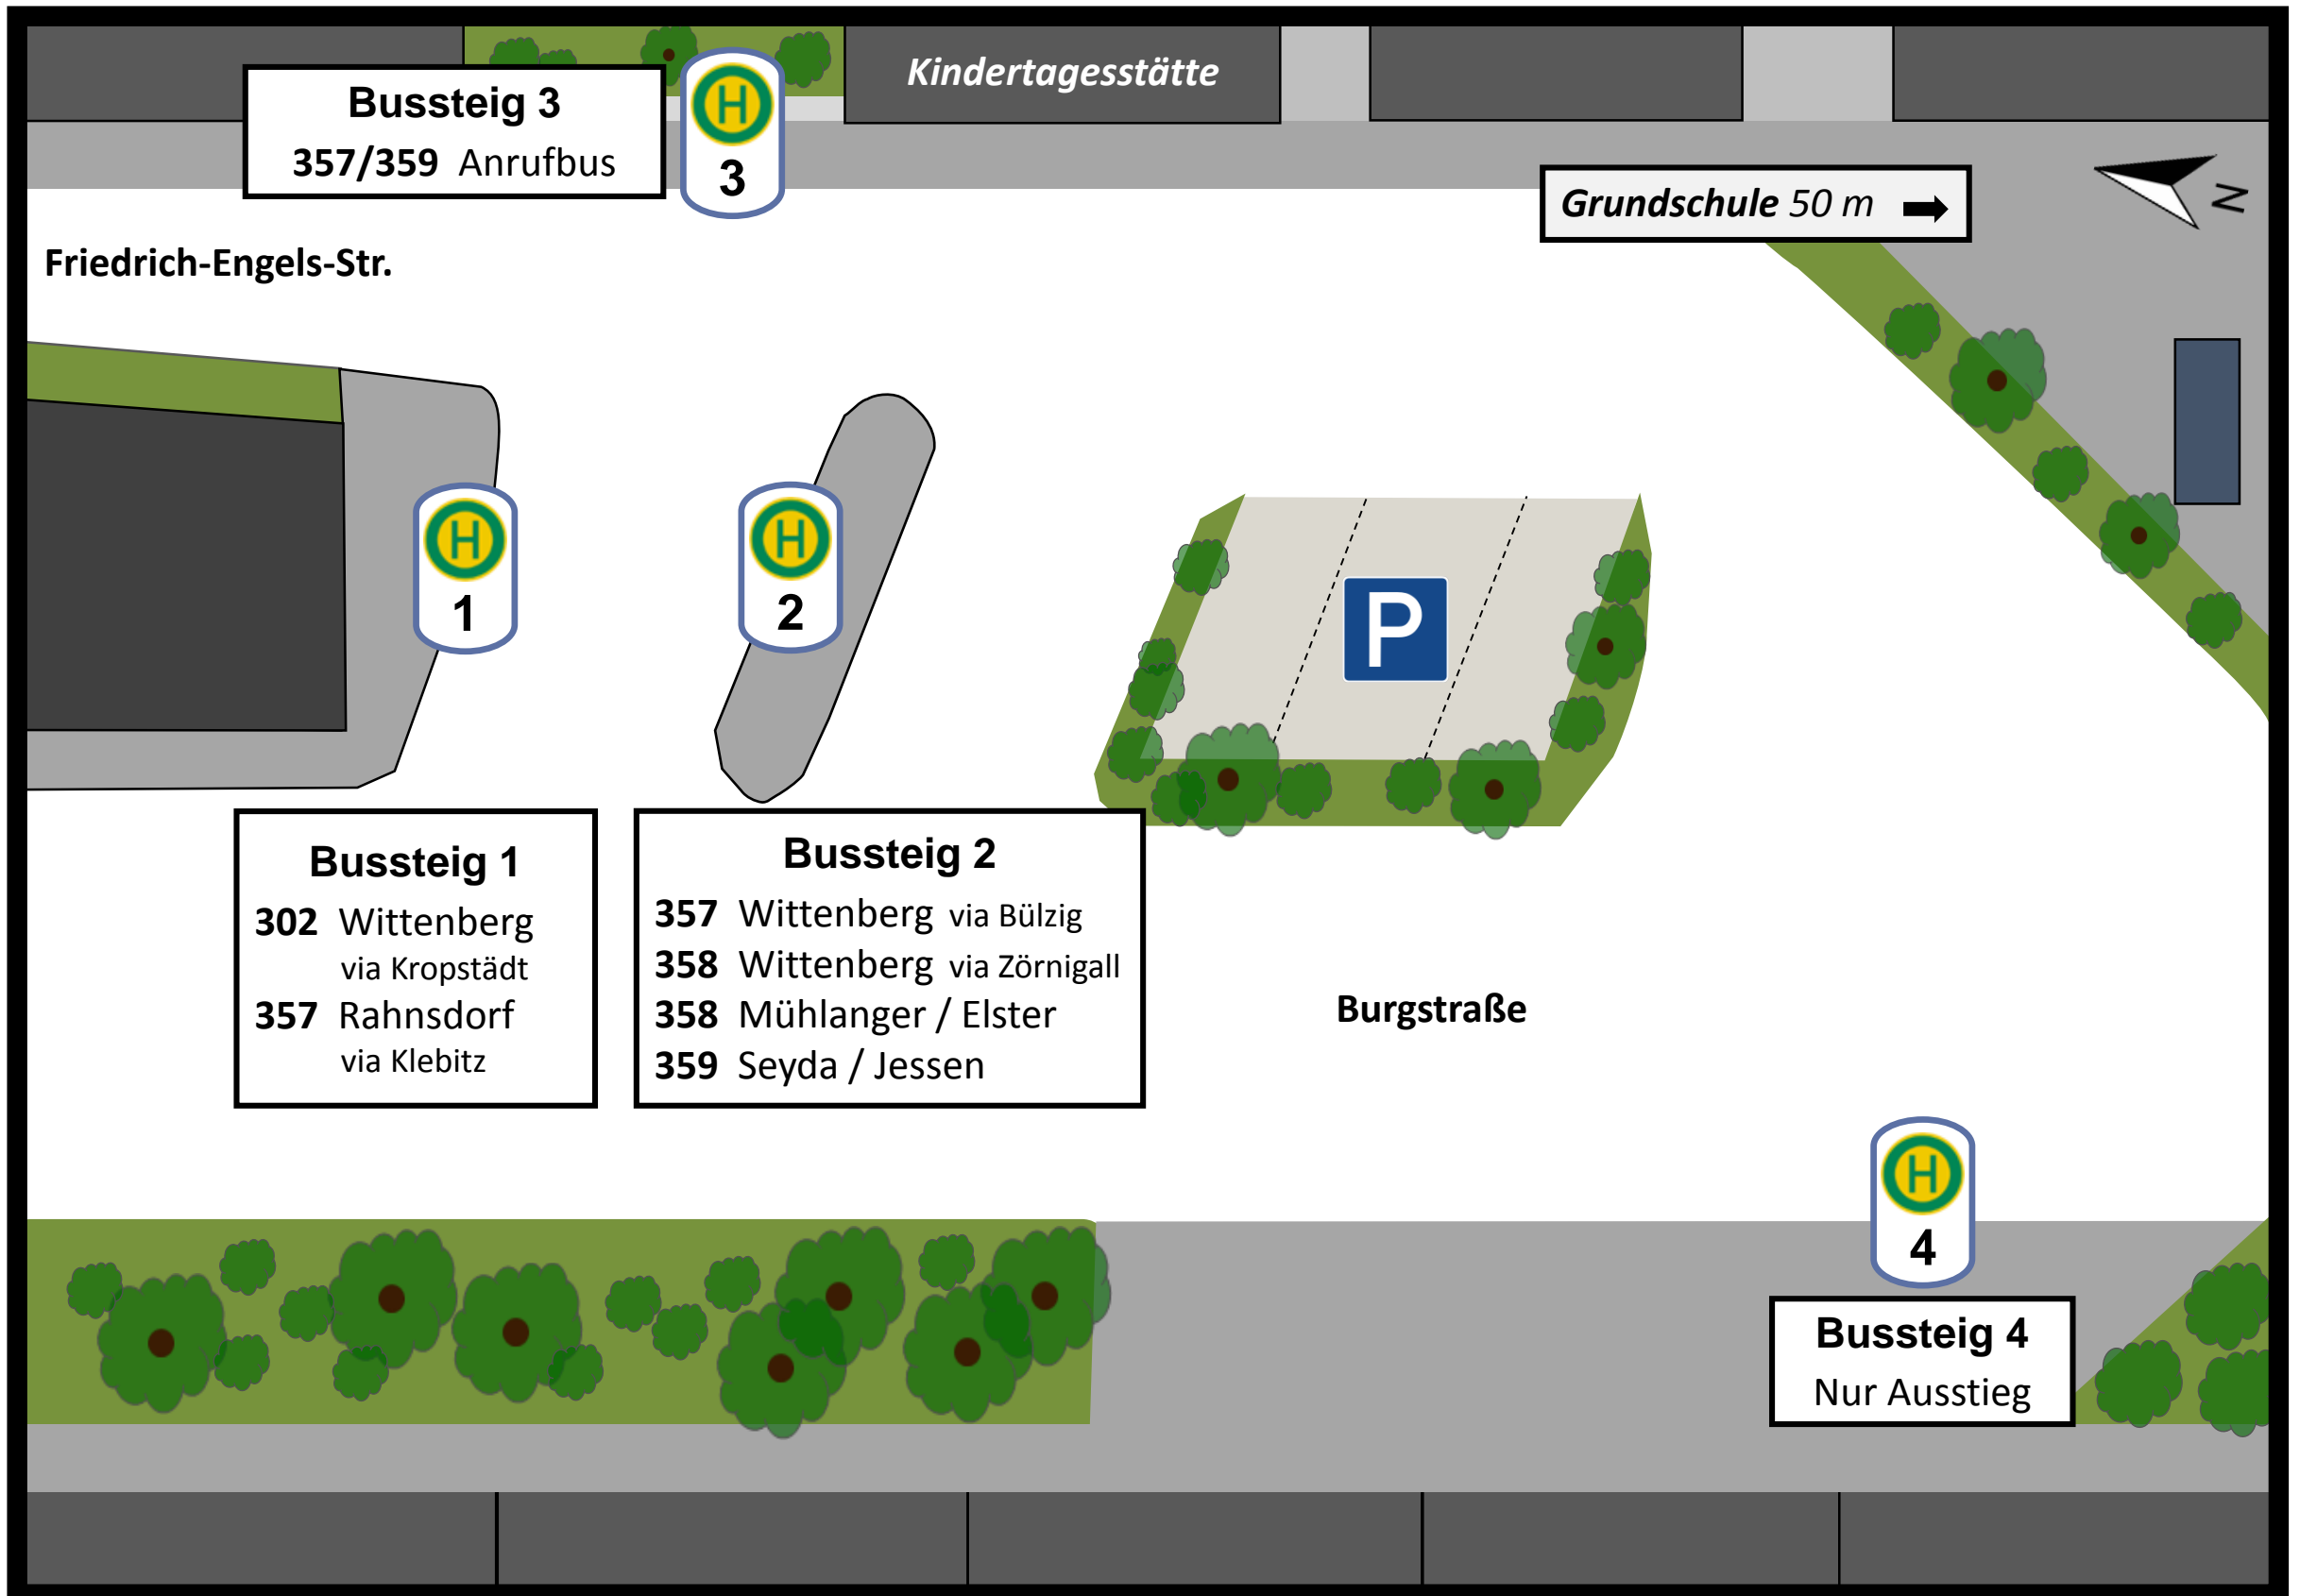 Kindertagesstätte
Bussteig 3
357/359 Anrufbus
H
3
Grundschule 50 m
N
Friedrich-Engels-Str.
H
1
H
2
P
Bussteig 1
302 Wittenberg
via Kropstädt
357 Rahnsdorf
via Klebitz
Bussteig 2
357 Wittenberg via Bülzig
358 Wittenberg via Zörnigall
358 Mühlanger / Elster
359 Seyda / Jessen
Burgstraße
H
4
Bussteig 4
Nur Ausstieg